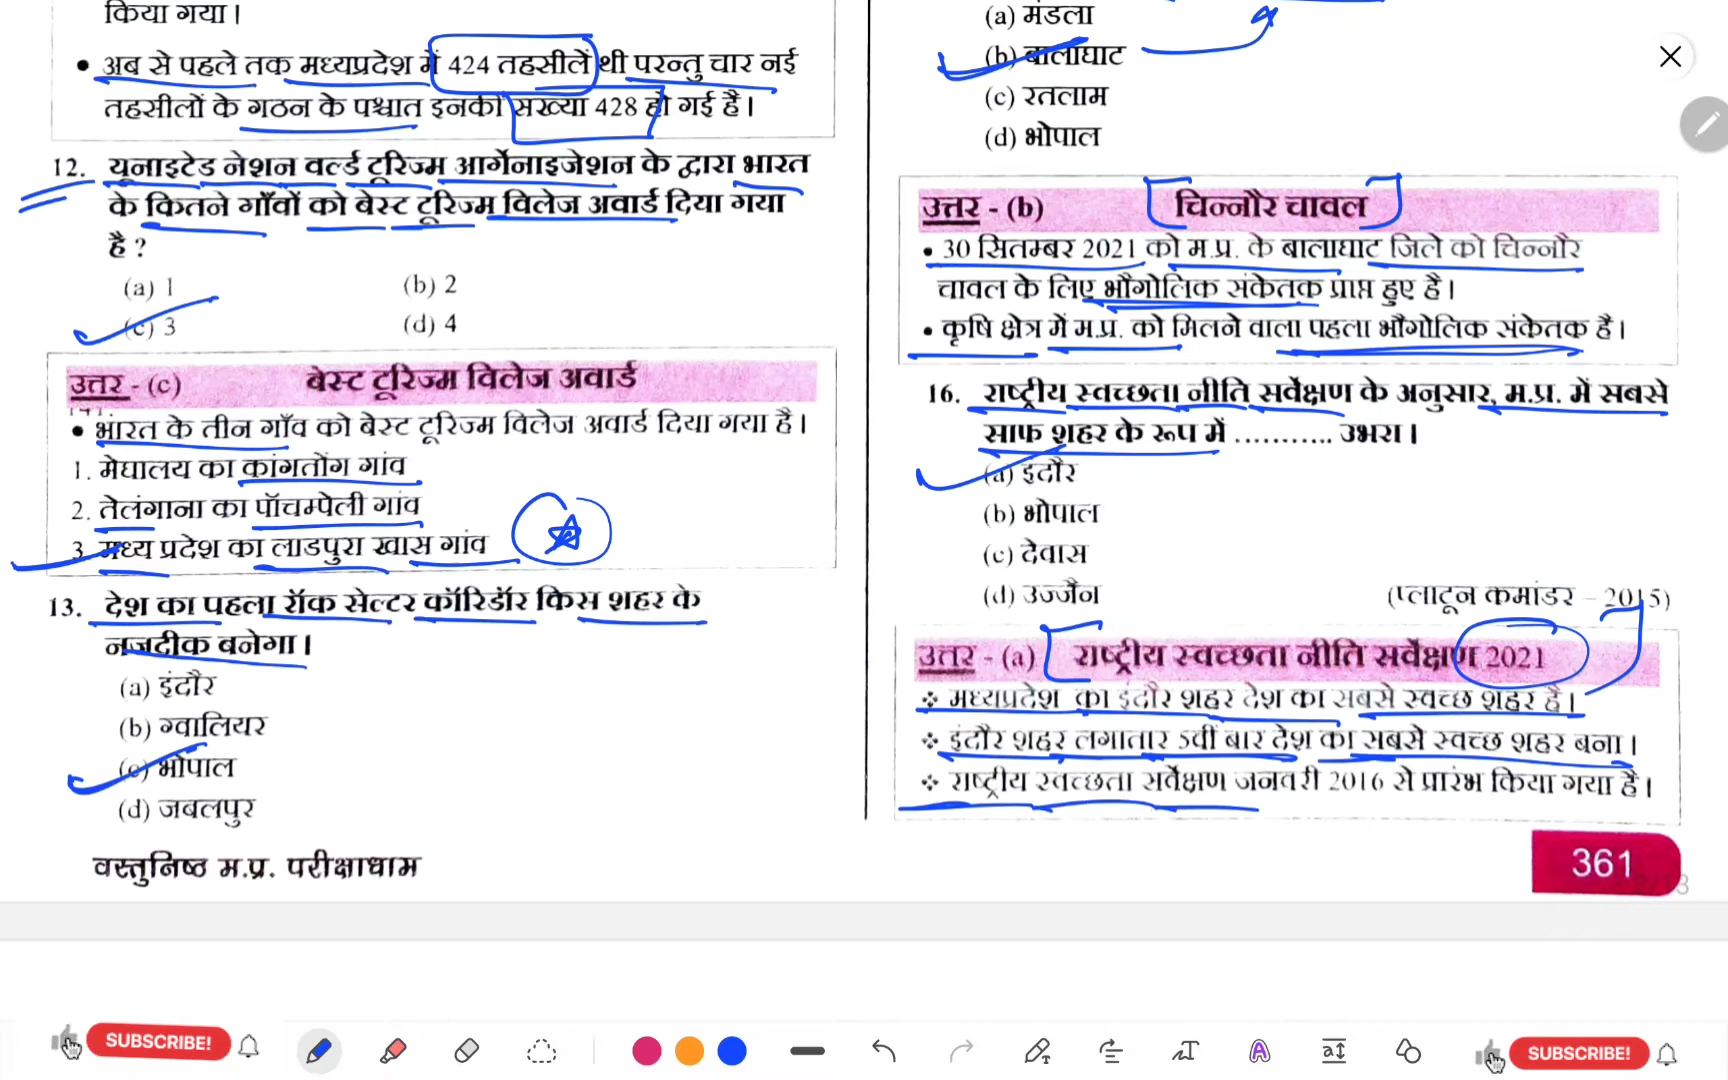 किया गया।
• अब से पहले तक मध्यप्रदेश में 424 तहसीलें थी परन्तु चार नई
तहसीलों के गठन के पश्चात इनकी संख्या 428 हो गई है।
12. यूनाइटेड नेशन वर्ल्ड टूरिज्म आर्गेनाइजेशन के द्वारा भारत
के कितने गाँवों को बेस्ट टूरिज्म विलेज अवार्ड दिया गया
है ?
(a) 1 (b) 2
(c) 3 (d) 4
उत्तर - (c) बेस्ट टूरिज्म विलेज अवार्ड
• भारत के तीन गाँव को बेस्ट टूरिज्म विलेज अवार्ड दिया गया है।
1. मेघालय का कांगतोंग गांव
2. तेलंगाना का पॉचम्पेली गांव
3. मध्य प्रदेश का लाडपुरा खास गांव
13. देश का पहला रॉक सेल्टर कॉरिडॉर किस शहर के
नजदीक बनेगा।
(a) इंदौर
(b) ग्वालियर
(c) भोपाल
(d) जबलपुर
वस्तुनिष्ठ म.प्र. परीक्षाधाम
(a) मंडला
(b) बालाघाट
(c) रतलाम
(d) भोपाल
उत्तर - (b) चिन्नौर चावल
• 30 सितम्बर 2021 को म.प्र. के बालाघाट जिले को चिन्नौर
चावल के लिए भौगोलिक संकेतक प्राप्त हुए है।
• कृषि क्षेत्र में म.प्र. को मिलने वाला पहला भौगोलिक संकेतक है।
16. राष्ट्रीय स्वच्छता नीति सर्वेक्षण के अनुसार, म.प्र. में सबसे
साफ शहर के रूप में ........... उभरा।
(a) इंदौर
(b) भोपाल
(c) देवास
(d) उज्जैन (प्लाटून कमांडर – 2015)
उत्तर - (a) राष्ट्रीय स्वच्छता नीति सर्वेक्षण 2021
❖ मध्यप्रदेश का इंदौर शहर देश का सबसे स्वच्छ शहर है।
❖ इंदौर शहर लगातार 5वीं बार देश का सबसे स्वच्छ शहर बना।
❖ राष्ट्रीय स्वच्छता सर्वेक्षण जनवरी 2016 से प्रारंभ किया गया है।
361
SUBSCRIBE! SUBSCRIBE!